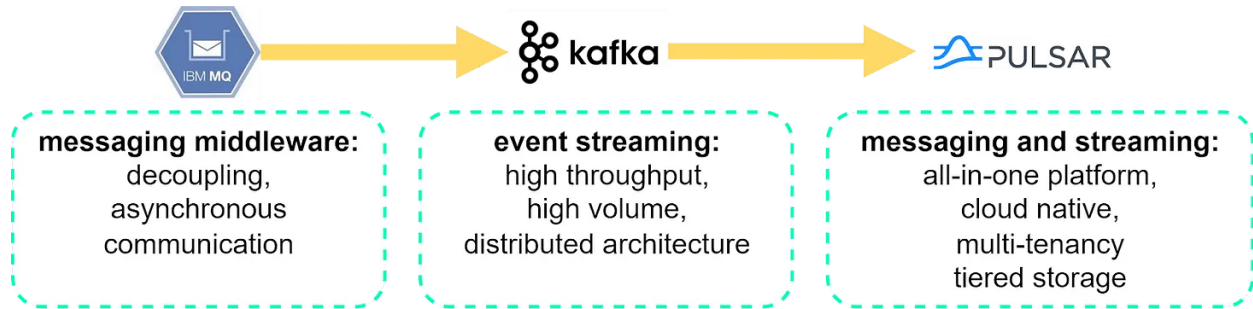 IBM MQ
kafka
PULSAR
messaging middleware:
decoupling,
asynchronous
communication
event streaming:
high throughput,
high volume,
distributed architecture
messaging and streaming:
all-in-one platform,
cloud native,
multi-tenancy
tiered storage